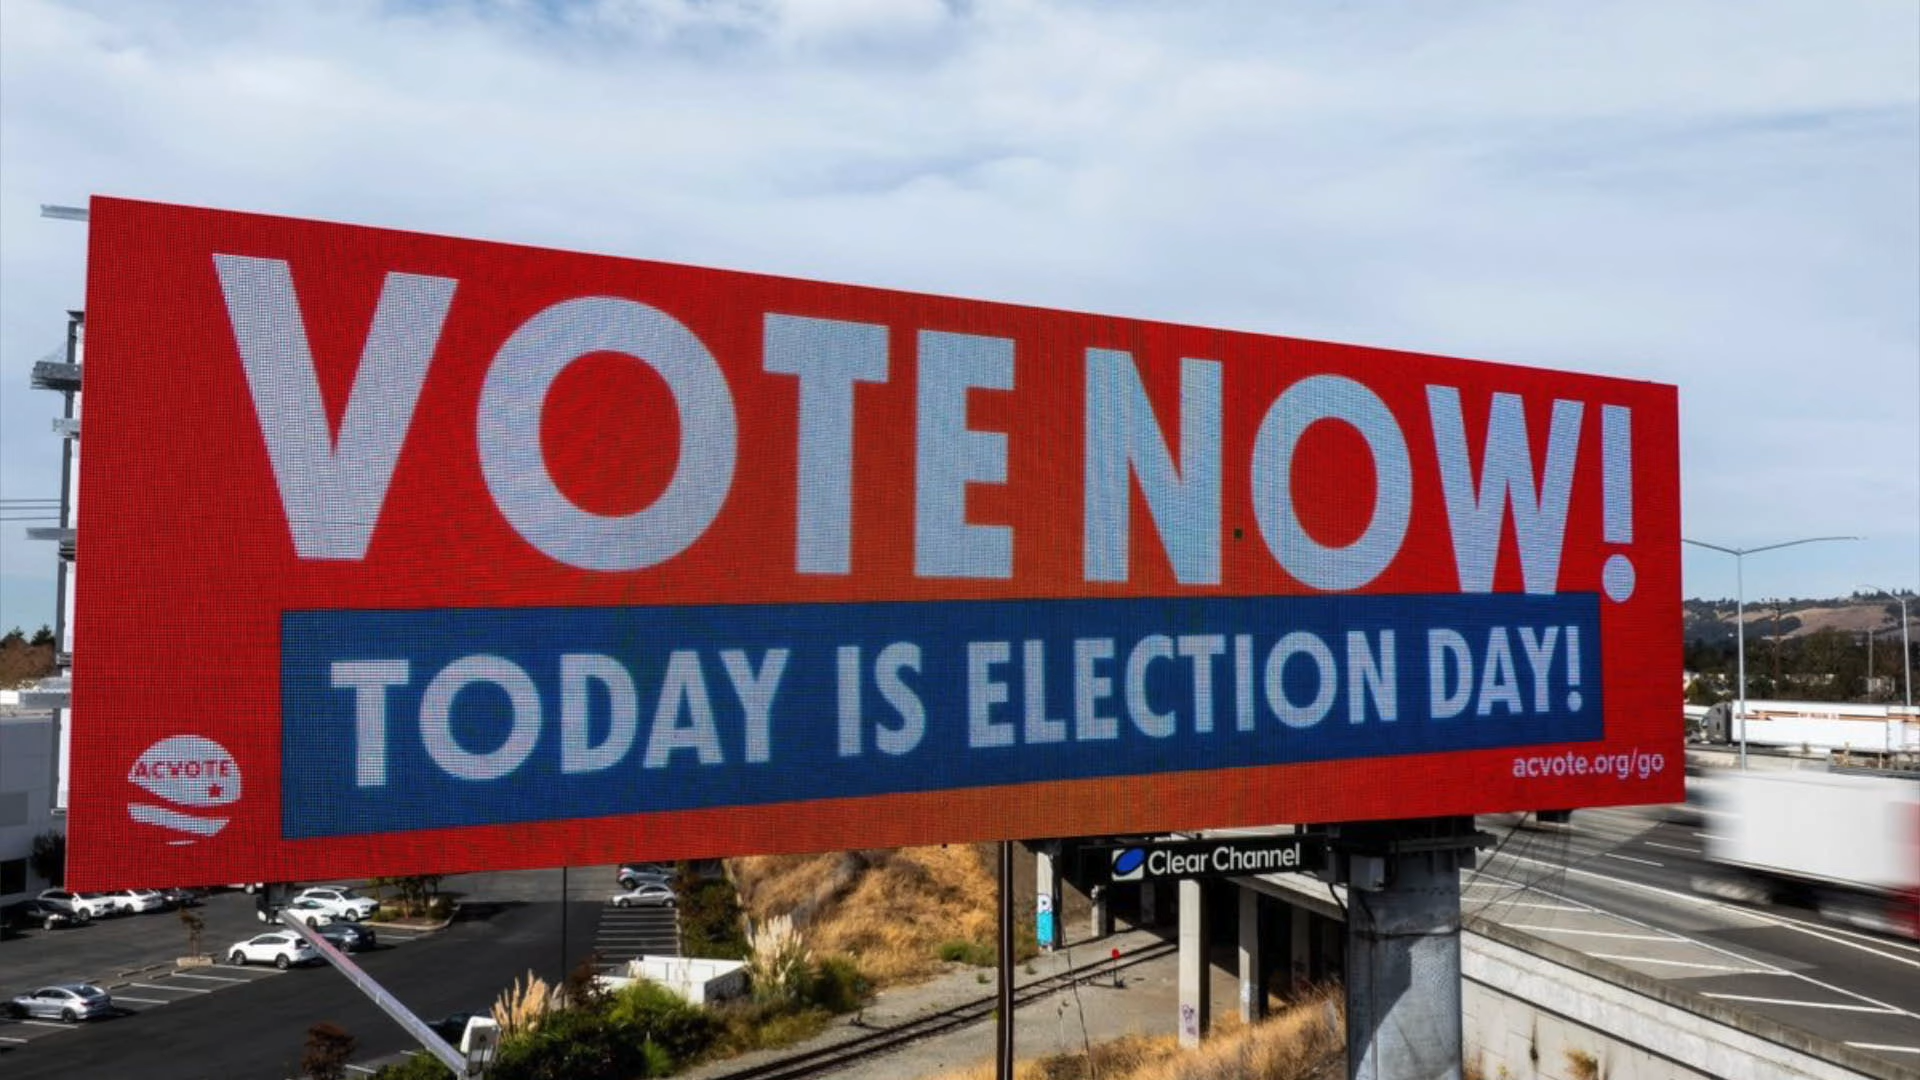 VOTE NOW!
TODAY IS ELECTION DAY!
ACVOTE
acvote.org/go
Clear Channel